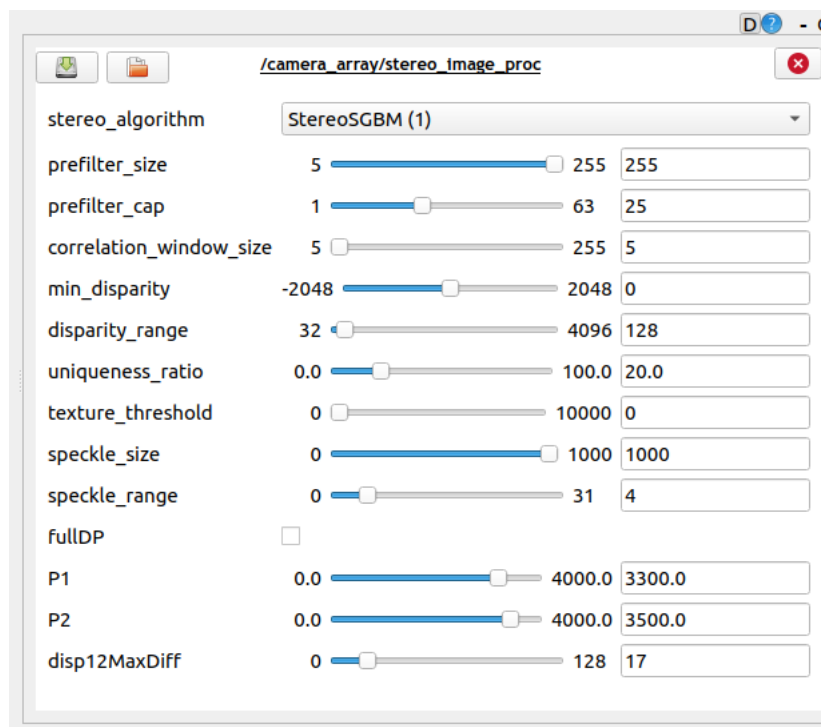 D ? -
/camera_array/stereo_image_proc
stereo_algorithm StereoSGBM (1)
prefilter_size 5 255 255
prefilter_cap 1 63 25
correlation_window_size 5 255 5
min_disparity -2048 2048 0
disparity_range 32 4096 128
uniqueness_ratio 0.0 100.0 20.0
texture_threshold 0 10000 0
speckle_size 0 1000 1000
speckle_range 0 31 4
fullDP
P1 0.0 4000.0 3300.0
P2 0.0 4000.0 3500.0
disp12MaxDiff 0 128 17